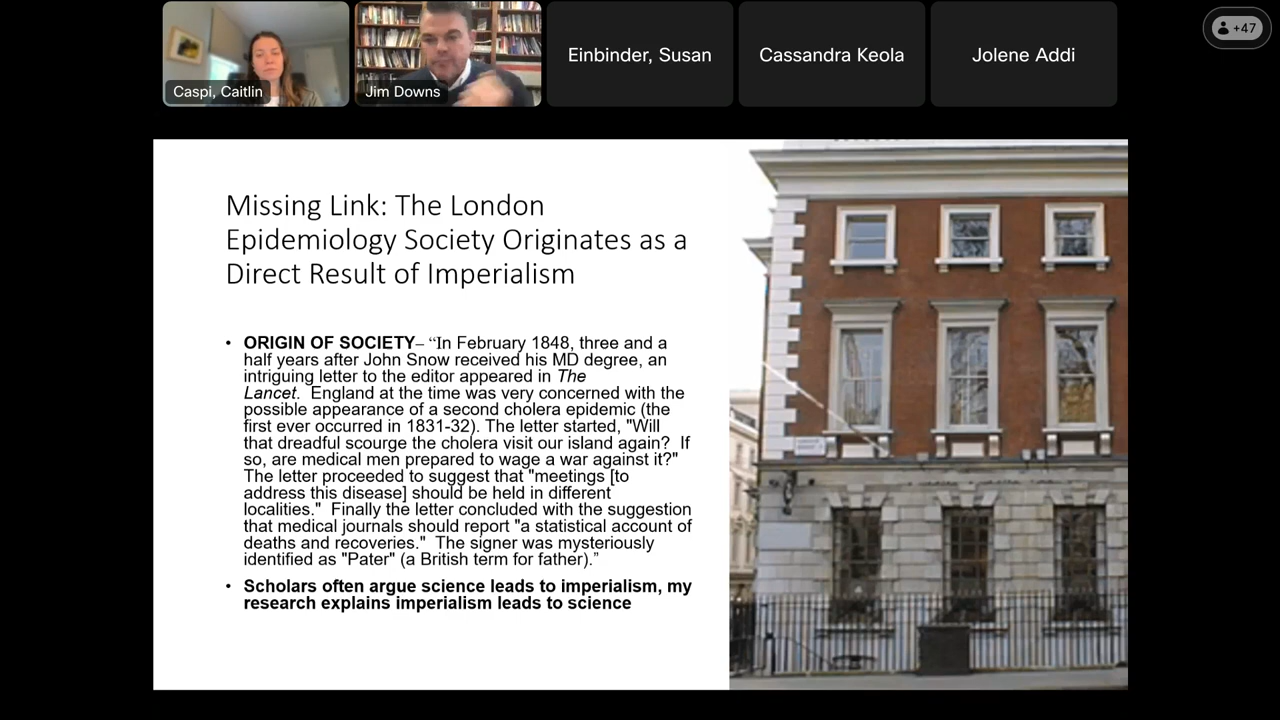 Caspi, Caitlin
Jim Downs
Einbinder, Susan
Cassandra Keola
Jolene Addi
+47
Missing Link: The London
Epidemiology Society Originates as a
Direct Result of Imperialism
• ORIGIN OF SOCIETY– “In February 1848, three and a
half years after John Snow received his MD degree, an
intriguing letter to the editor appeared in The
Lancet.  England at the time was very concerned with the
possible appearance of a second cholera epidemic (the
first ever occurred in 1831-32). The letter started, "Will
that dreadful scourge the cholera visit our island again?  If
so, are medical men prepared to wage a war against it?"
The letter proceeded to suggest that "meetings [to
address this disease] should be held in different
localities."  Finally the letter concluded with the suggestion
that medical journals should report "a statistical account of
deaths and recoveries."  The signer was mysteriously
identified as "Pater" (a British term for father).”
• Scholars often argue science leads to imperialism, my
research explains imperialism leads to science